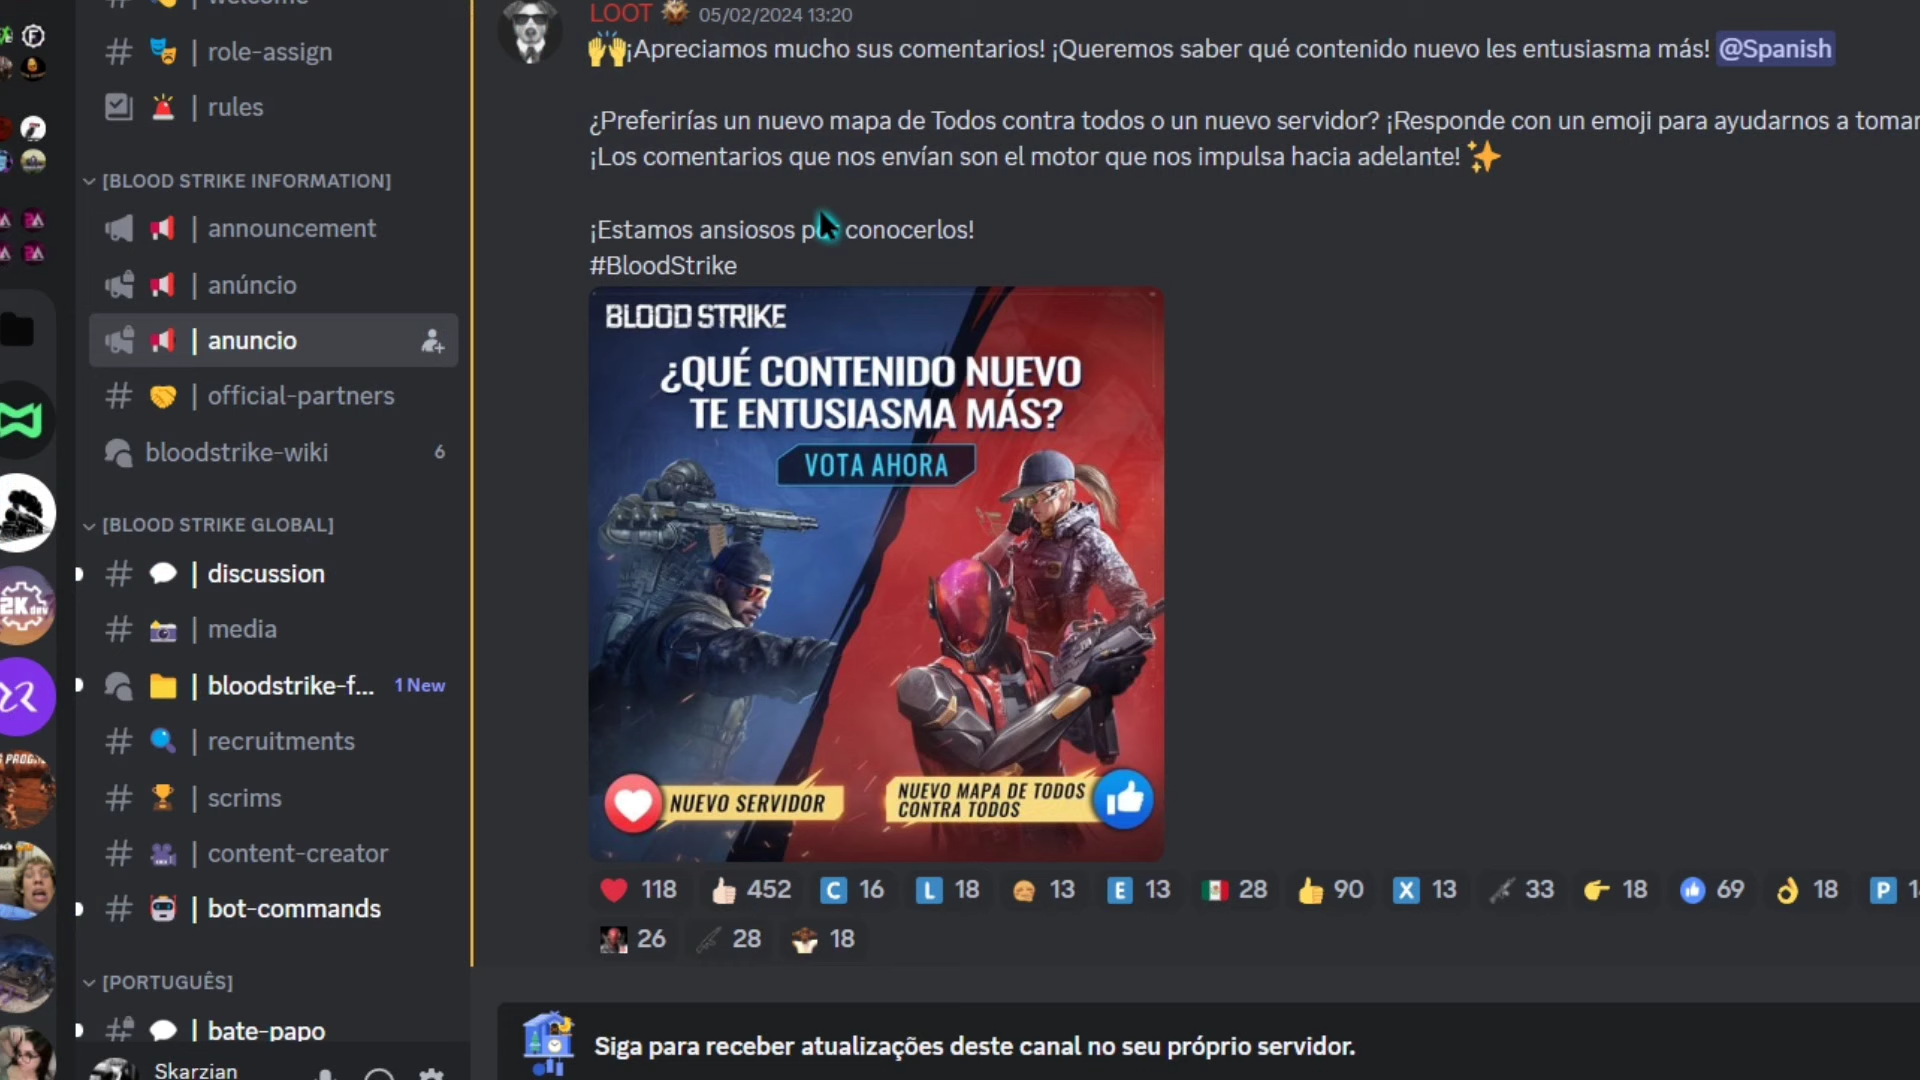 welcome
role-assign
rules
[BLOOD STRIKE INFORMATION]
announcement
anúncio
anuncio
official-partners
bloodstrike-wiki 6
[BLOOD STRIKE GLOBAL]
discussion
media
bloodstrike-f... 1 New
recruitments
scrims
content-creator
bot-commands
[PORTUGUÊS]
bate-papo
Skarzian
2K dev
LOOT 05/02/2024 13:20
¡Apreciamos mucho sus comentarios! ¡Queremos saber qué contenido nuevo les entusiasma más! @Spanish
¿Preferirías un nuevo mapa de Todos contra todos o un nuevo servidor? ¡Responde con un emoji para ayudarnos a tomar
¡Los comentarios que nos envían son el motor que nos impulsa hacia adelante!
¡Estamos ansiosos conocerlos!
#BloodStrike
BLOOD STRIKE
¿QUÉ CONTENIDO NUEVO
TE ENTUSIASMA MÁS?
VOTA AHORA
NUEVO SERVIDOR
NUEVO MAPA DE TODOS
CONTRA TODOS
118 452 C 16 L 18 13 E 13 28 90 X 13 33 18 69 18 P
26 28 18
Siga para receber atualizações deste canal no seu próprio servidor.